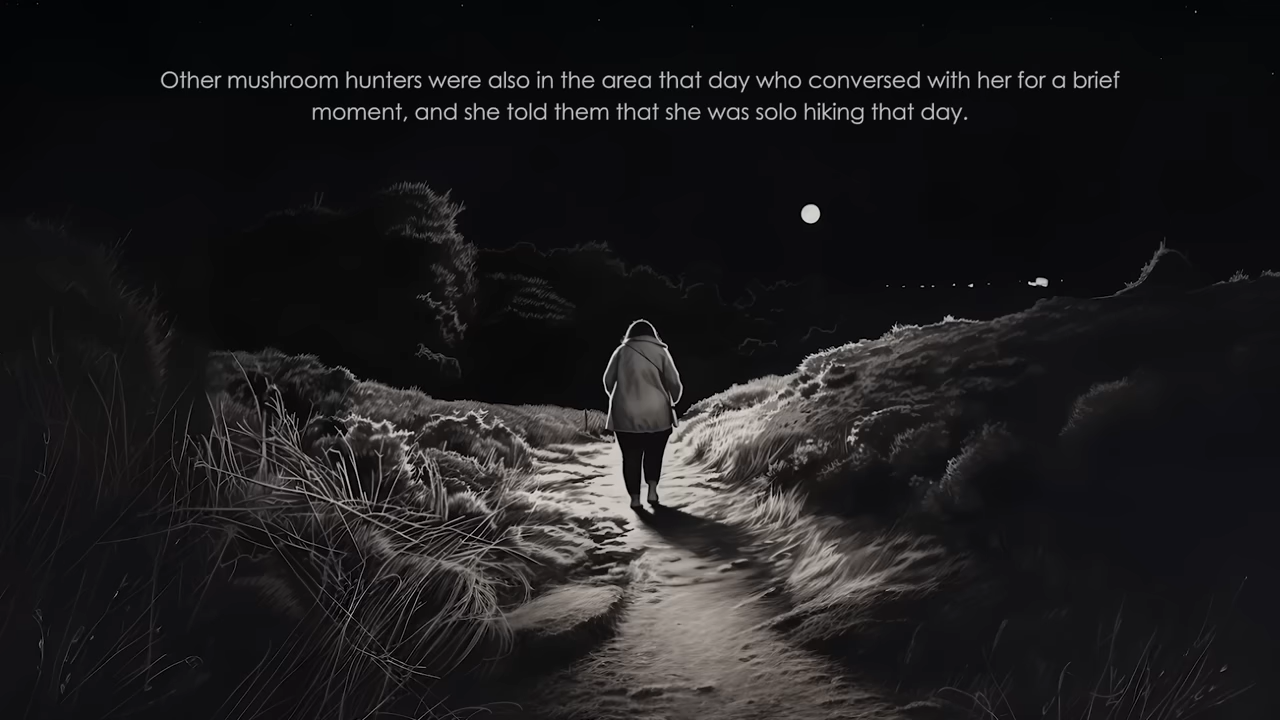 Other mushroom hunters were also in the area that day who conversed with her for a brief
moment, and she told them that she was solo hiking that day.